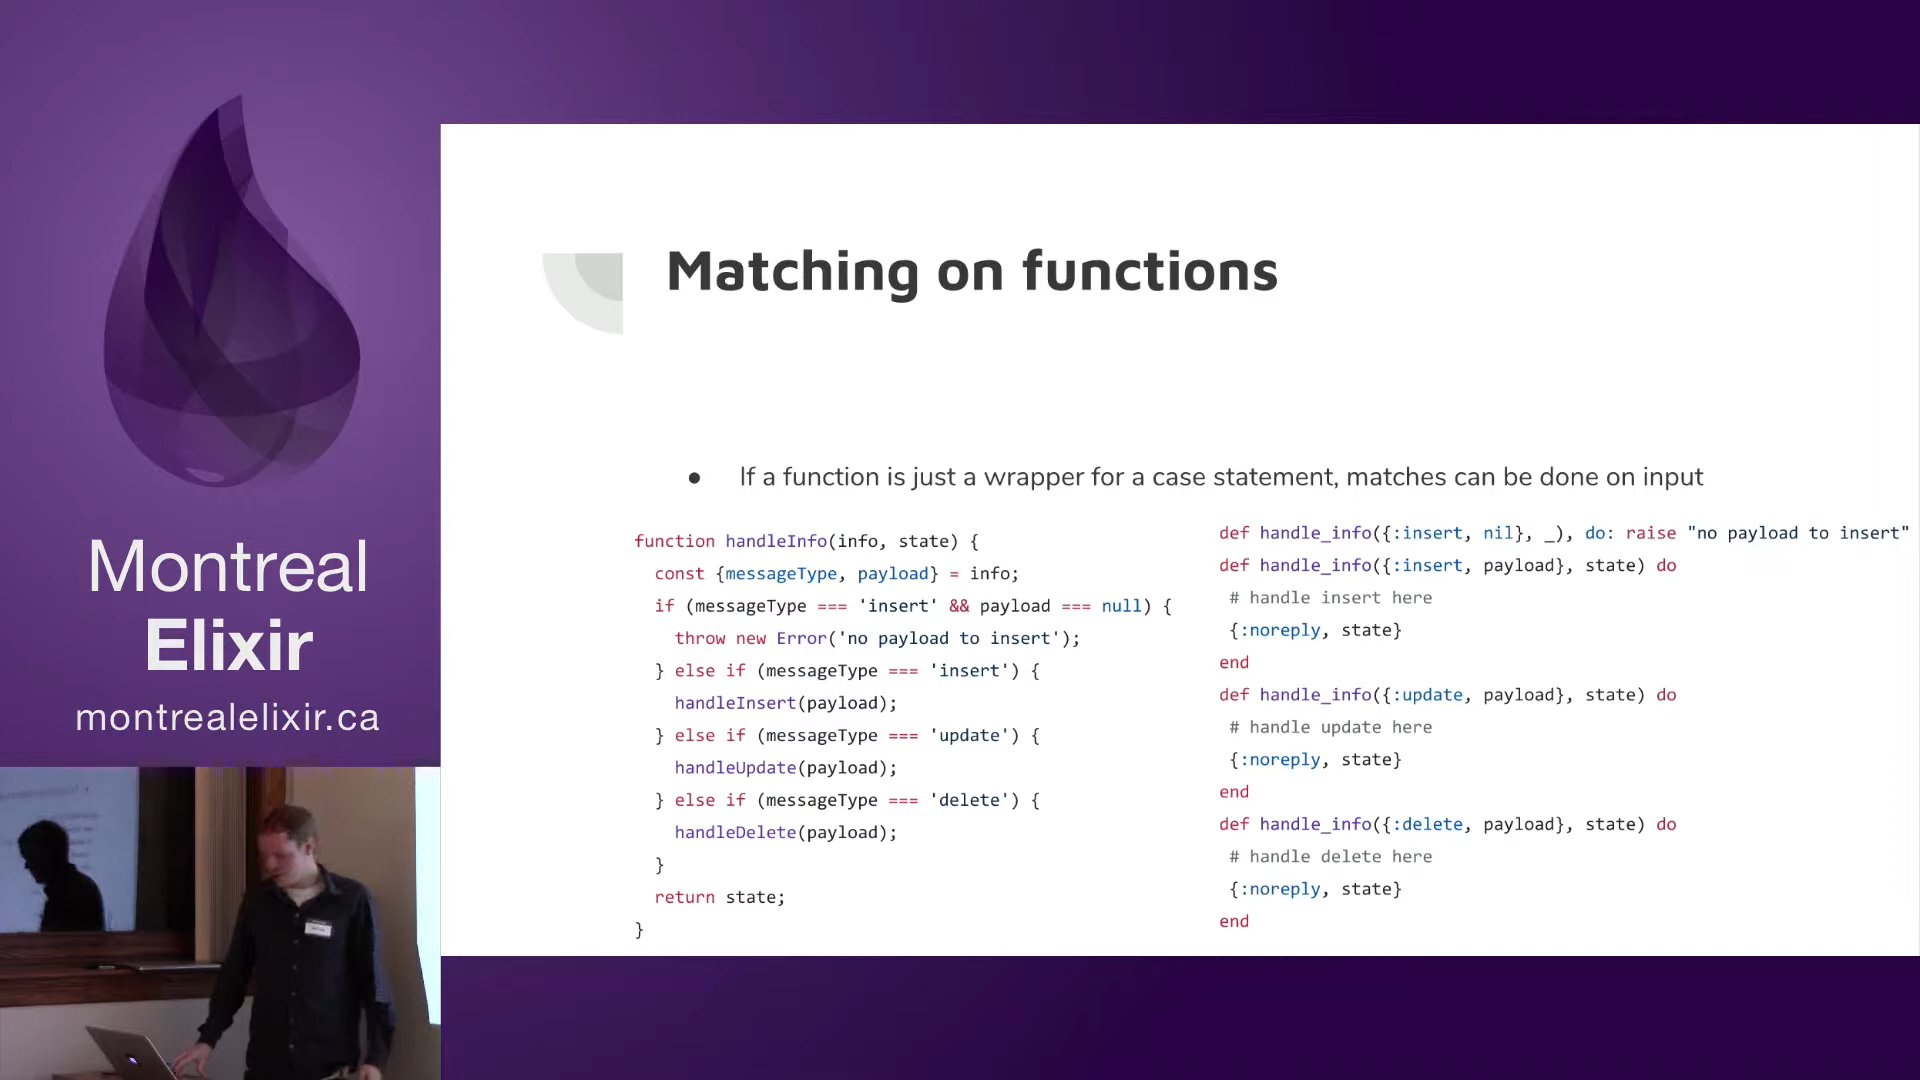 Montreal
Elixir
montrealelixir.ca
Matching on functions
● If a function is just a wrapper for a case statement, matches can be done on input
function handleInfo(info, state) {
const {messageType, payload} = info;
if (messageType === 'insert' && payload === null) {
throw new Error('no payload to insert');
} else if (messageType === 'insert') {
handleInsert(payload);
} else if (messageType === 'update') {
handleUpdate(payload);
} else if (messageType === 'delete') {
handleDelete(payload);
}
return state;
}
def handle_info({:insert, nil}, _), do: raise "no payload to insert"
def handle_info({:insert, payload}, state) do
# handle insert here
{:noreply, state}
end
def handle_info({:update, payload}, state) do
# handle update here
{:noreply, state}
end
def handle_info({:delete, payload}, state) do
# handle delete here
{:noreply, state}
end